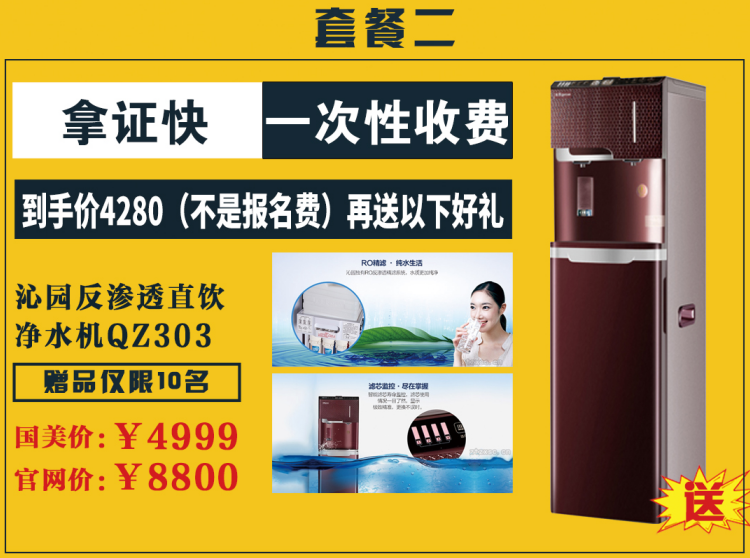 套餐二
拿证快 一次性收费
到手价4280（不是报名费）再送以下好礼
沁园反渗透直饮
净水机QZ303
赠品仅限10名
国美价:￥4999
官网价:￥8800
RO精滤·纯水生活
滤芯监控·尽在掌握
送